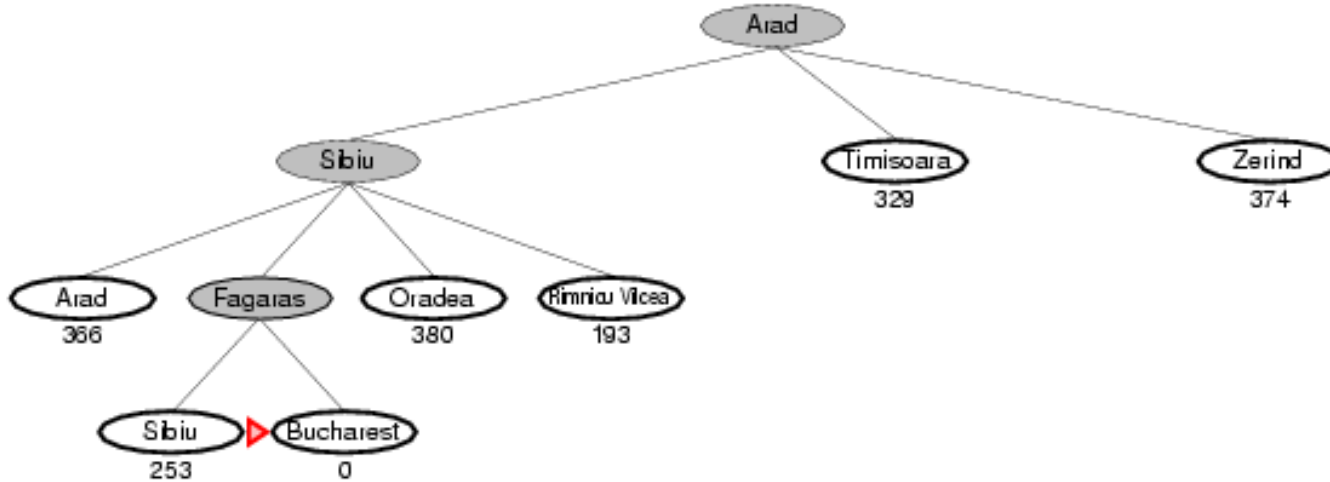 Arad
Sibiu Timisoara Zerind
329 374
Arad Fagaras Oradea Rimnicu Vilcea
366 380 193
Sibiu Bucharest
253 0